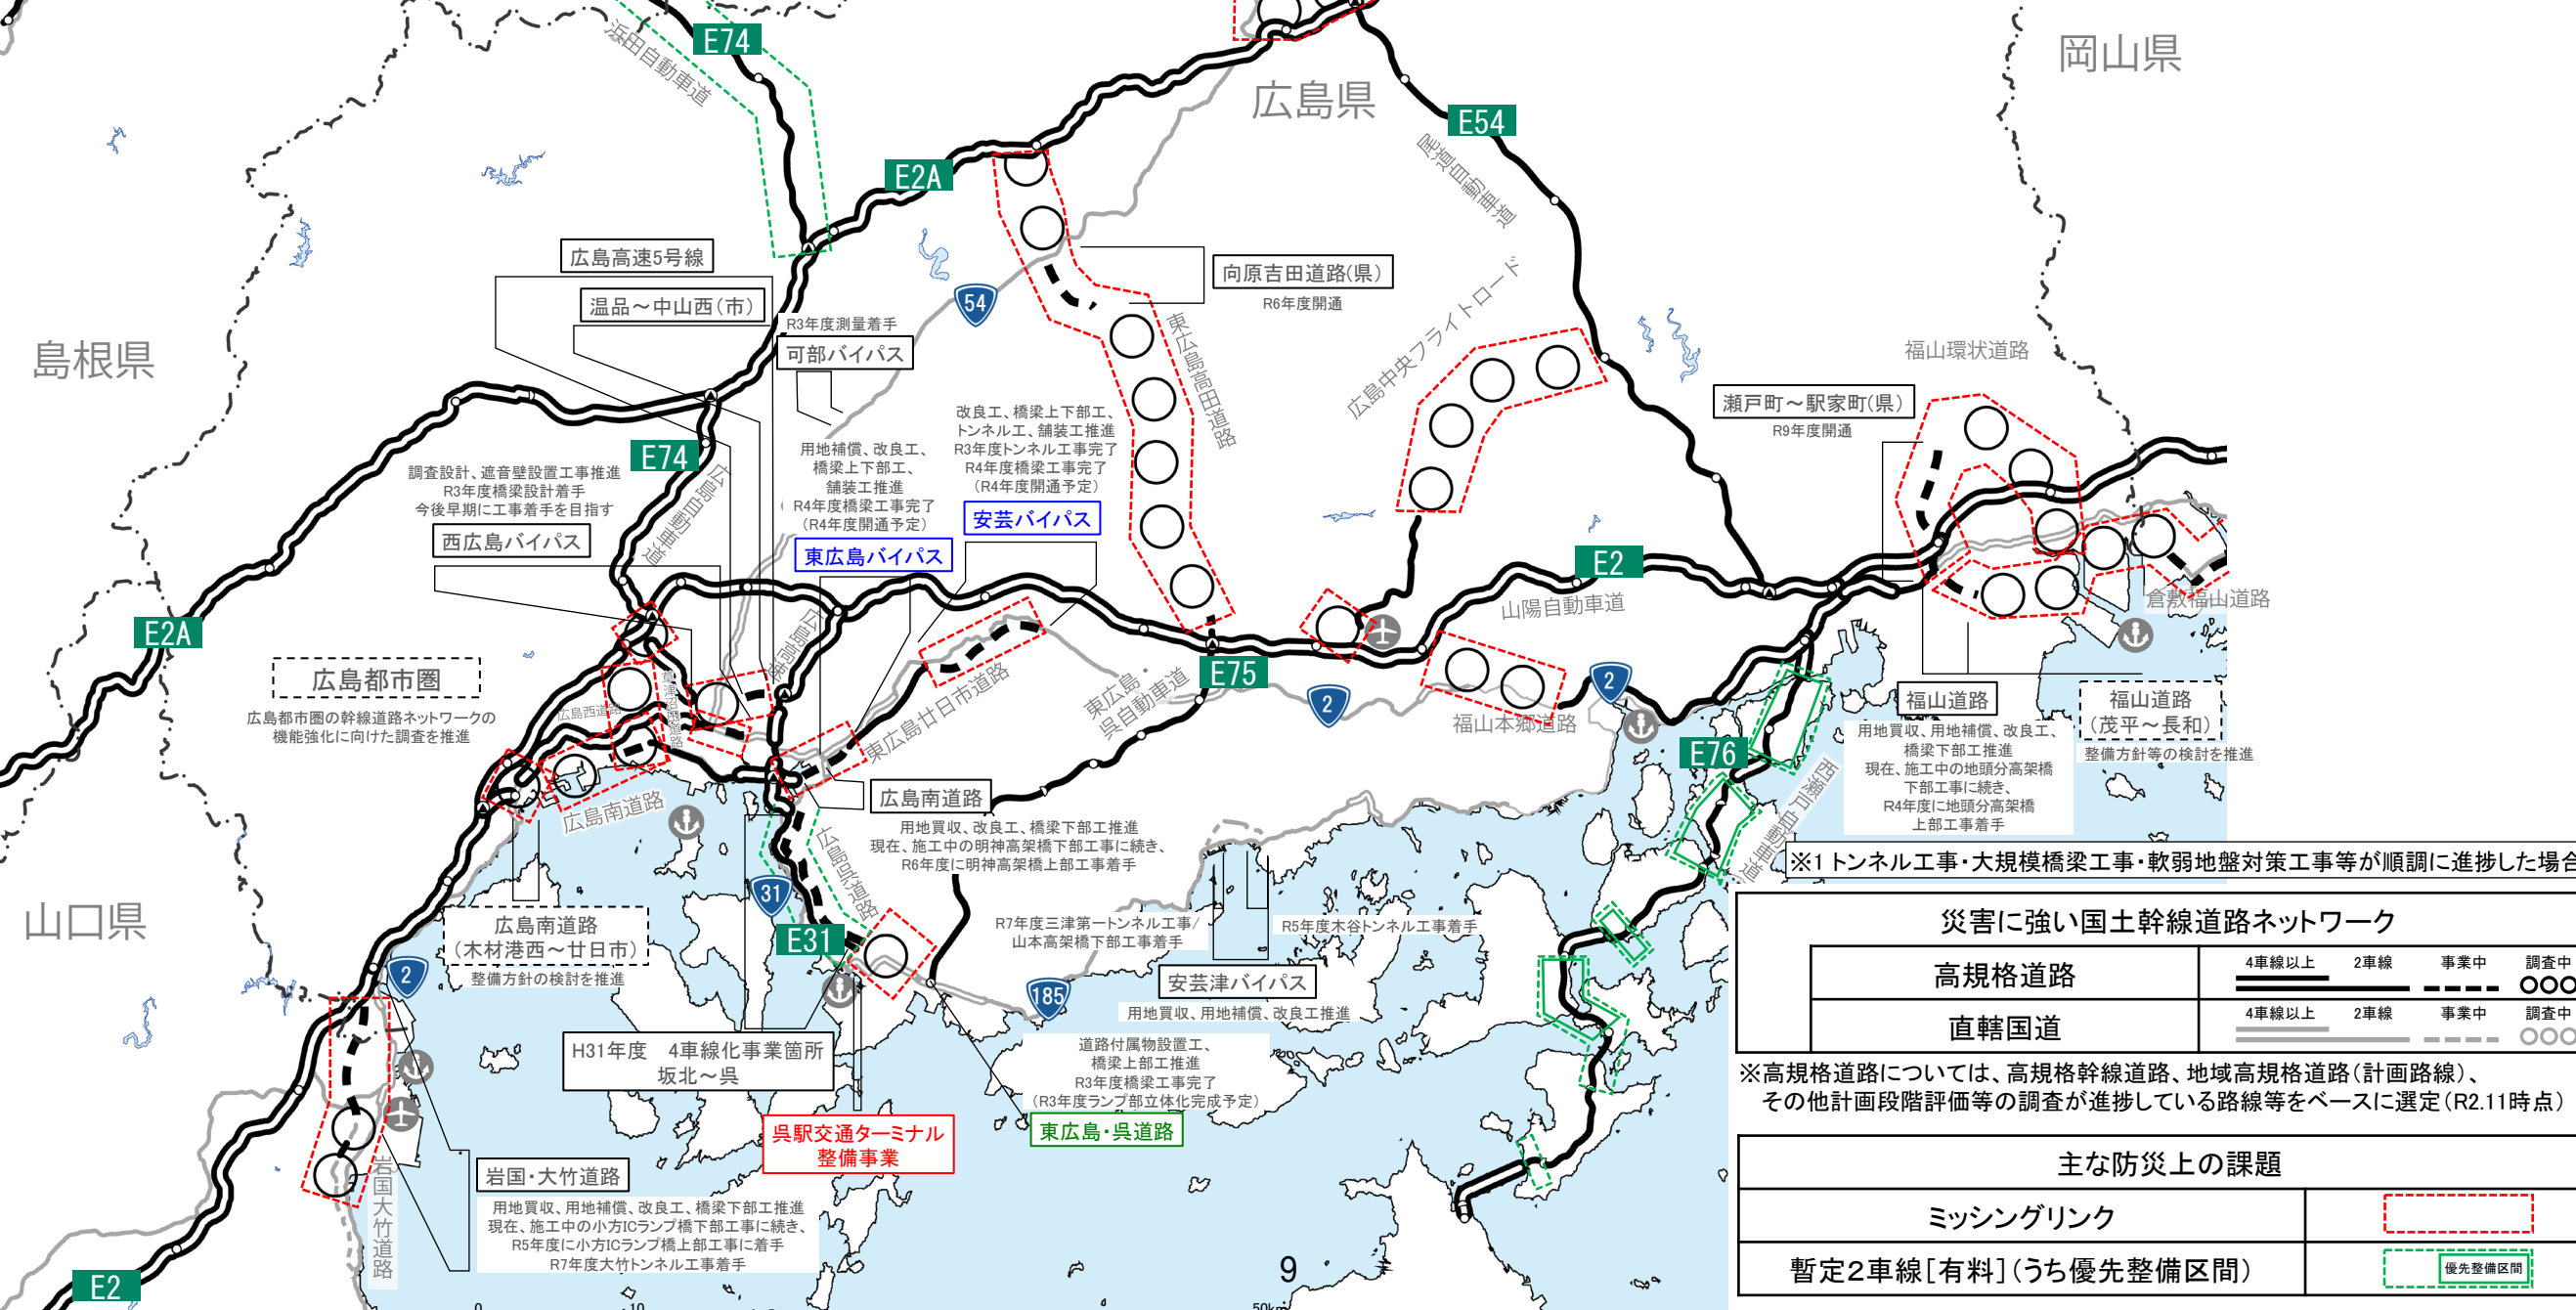 岡山県
広島県
島根県
山口県
E74
浜田自動車道
E2A
E54
尾道自動車道
広島高速5号線
温品～中山西(市)
R3年度測量着手
可部バイパス
54
向原吉田道路(県)
R6年度開通
東広島高田道路
広島中央フライトロード
福山環状道路
瀬戸町～駅家町(県)
R9年度開通
調査設計、遮音壁設置工事推進
R3年度橋梁設計着手
今後早期に工事着手を目指す
西広島バイパス
E74
広島自動車道
用地補償、改良工、
橋梁上下部工、
舗装工推進
R4年度橋梁工事完了
(R4年度開通予定)
東広島バイパス
改良工、橋梁上下部工、
トンネル工、舗装工推進
R3年度トンネル工事完了
R4年度橋梁工事完了
(R4年度開通予定)
安芸バイパス
E2
山陽自動車道
倉敷福山道路
E2A
広島都市圏
広島都市圏の幹線道路ネットワークの
機能強化に向けた調査を推進
広島西道路
東広島廿日市道路
東広島・
呉自動車道
E75
2
福山本郷道路
2
福山道路
用地買収、用地補償、改良工、
橋梁下部工推進
現在、施工中の地頭分高架橋
下部工事に続き、
R4年度に地頭分高架橋
上部工事着手
福山道路
(茂平～長和)
整備方針等の検討を推進
E76
西瀬戸自動車道
広島南道路
広島南道路
用地買収、改良工、橋梁下部工推進
現在、施工中の明神高架橋下部工事に続き、
R6年度に明神高架橋上部工事着手
広島呉道路
31
E31
広島南道路
(木材港西～廿日市)
整備方針の検討を推進
2
R7年度三津第一トンネル工事/
山本高架橋下部工事着手
R5年度木谷トンネル工事着手
安芸津バイパス
用地買収、用地補償、改良工推進
185
H31年度　4車線化事業箇所
坂北～呉
道路付属物設置工、
橋梁上部工推進
R3年度橋梁工事完了
(R3年度ランプ部立体化完成予定)
東広島・呉道路
呉駅交通ターミナル
整備事業
岩国・大竹道路
用地買収、用地補償、改良工、橋梁下部工推進
現在、施工中の小方ICランプ橋下部工事に続き、
R5年度に小方ICランプ橋上部工事に着手
R7年度大竹トンネル工事着手
岩国大竹道路
E2
0
10
50km
9
※1 トンネル工事・大規模橋梁工事・軟弱地盤対策工事等が順調に進捗した場合
災害に強い国土幹線道路ネットワーク
高規格道路
4車線以上 2車線 事業中 調査中
直轄国道
4車線以上 2車線 事業中 調査中
※高規格道路については、高規格幹線道路、地域高規格道路(計画路線)、
その他計画段階評価等の調査が進捗している路線等をベースに選定(R2.11時点)
主な防災上の課題
ミッシングリンク
暫定2車線[有料](うち優先整備区間)
優先整備区間